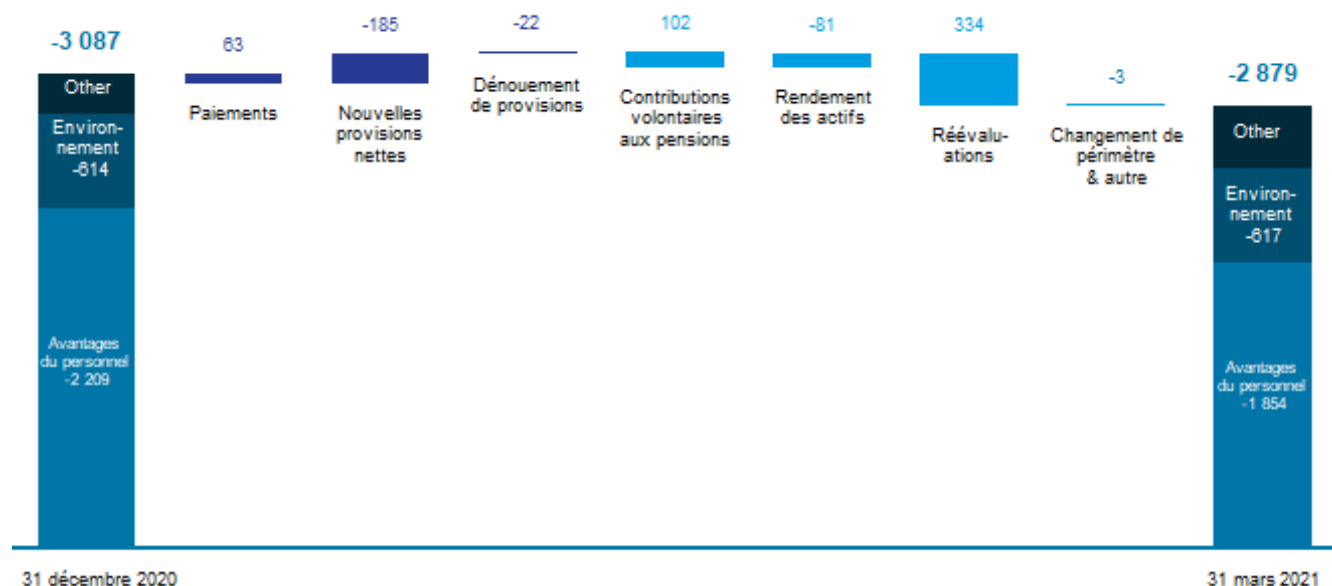 -3 087
Other
Environ-
nement
-614
Avantages
du personnel
-2 209
63
Paiements
-185
Nouvelles
provisions
nettes
-22
Dénouement
de provisions
102
Contributions
volontaires
aux pensions
-81
Rendement
des actifs
334
Réévalu-
ations
-3
Changement de
périmètre
& autre
-2 879
Other
Environ-
nement
-617
Avantages
du personnel
-1 854
31 décembre 2020
31 mars 2021